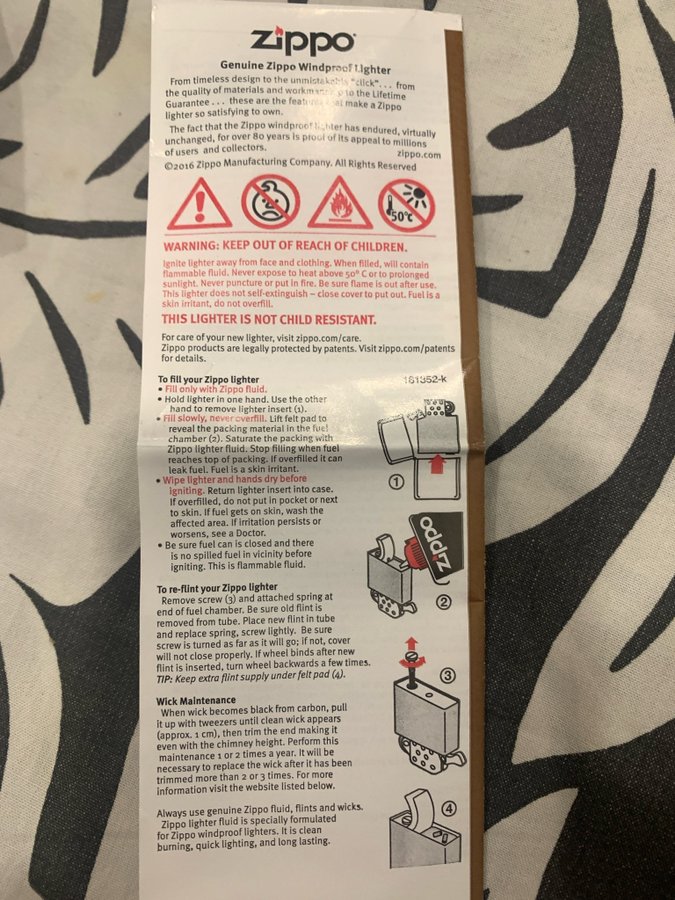 zippo
Genuine Zippo Windproof Lighter
From timeless design to the unmistakable "click"... from
the quality of materials and workmanship to the Lifetime
Guarantee ... these are the features that make a Zippo
lighter so satisfying to own.
The fact that the Zippo windproof lighter has endured, virtually
unchanged, for over 80 years is proof of its appeal to millions
of users and collectors.
zippo.com
©2016 Zippo Manufacturing Company. All Rights Reserved
50°C
WARNING: KEEP OUT OF REACH OF CHILDREN.
Ignite lighter away from face and clothing. When filled, will contain
flammable fluid. Never expose to heat above 50° C or to prolonged
sunlight. Never puncture or put in fire. Be sure flame is out after use.
This lighter does not self-extinguish – close cover to put out. Fuel is a
skin irritant, do not overfill.
THIS LIGHTER IS NOT CHILD RESISTANT.
For care of your new lighter, visit zippo.com/care.
Zippo products are legally protected by patents. Visit zippo.com/patents
for details.
To fill your Zippo lighter
181352-k
• Fill only with Zippo fluid.
• Hold lighter in one hand. Use the other
hand to remove lighter insert (1).
• Fill slowly, never overfill. Lift felt pad to
reveal the packing material in the fuel
chamber (2). Saturate the packing with
Zippo lighter fluid. Stop filling when fuel
reaches top of packing. If overfilled it can
leak fuel. Fuel is a skin irritant.
• Wipe lighter and hands dry before
igniting. Return lighter insert into case.
If overfilled, do not put in pocket or next
to skin. If fuel gets on skin, wash the
affected area. If irritation persists or
worsens, see a Doctor.
• Be sure fuel can is closed and there
is no spilled fuel in vicinity before
igniting. This is flammable fluid.
1
zippo
2
To re-flint your Zippo lighter
Remove screw (3) and attached spring at
end of fuel chamber. Be sure old flint is
removed from tube. Place new flint in tube
and replace spring, screw lightly. Be sure
screw is turned as far as it will go; if not, cover
will not close properly. If wheel binds after new
flint is inserted, turn wheel backwards a few times.
TIP: Keep extra flint supply under felt pad (4).
3
Wick Maintenance
When wick becomes black from carbon, pull
it up with tweezers until clean wick appears
(approx. 1 cm), then trim the end making it
even with the chimney height. Perform this
maintenance 1 or 2 times a year. It will be
necessary to replace the wick after it has been
trimmed more than 2 or 3 times. For more
information visit the website listed below.
4
Always use genuine Zippo fluid, flints and wicks.
Zippo lighter fluid is specially formulated
for Zippo windproof lighters. It is clean
burning, quick lighting, and long lasting.